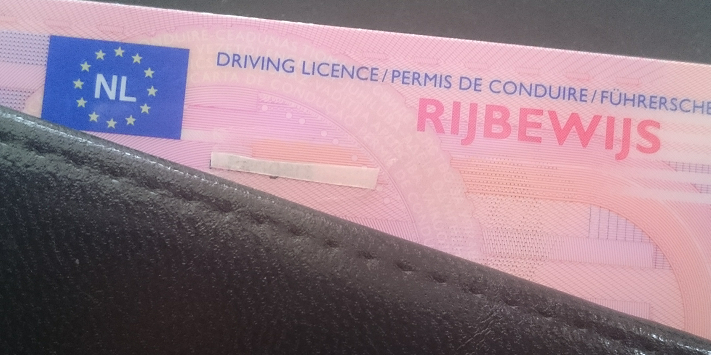 NL
DRIVING LICENCE / PERMIS DE CONDUIRE / FÜHRERSCHE
RIJBEWIJS